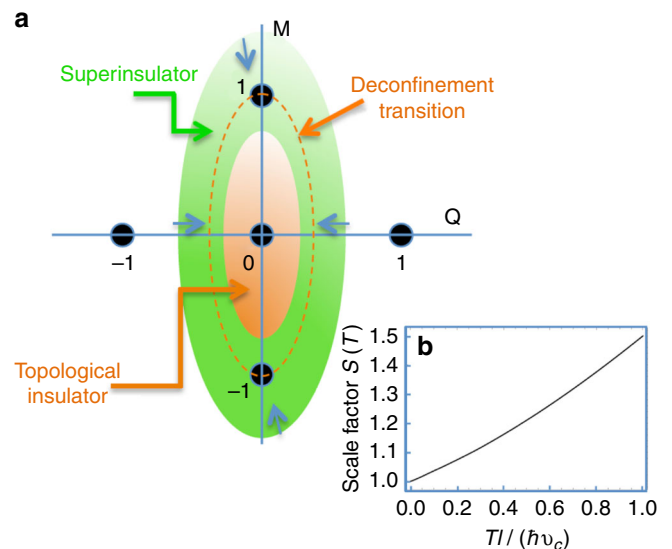 a
M
Superinsulator
Deconfinement
transition
1
Q
–1
0
1
Topological
insulator
–1
b
Scale factor S (T)
1.5
1.4
1.3
1.2
1.1
1.0
0.0 0.2 0.4 0.6 0.8 1.0
Tl / (ħυc)